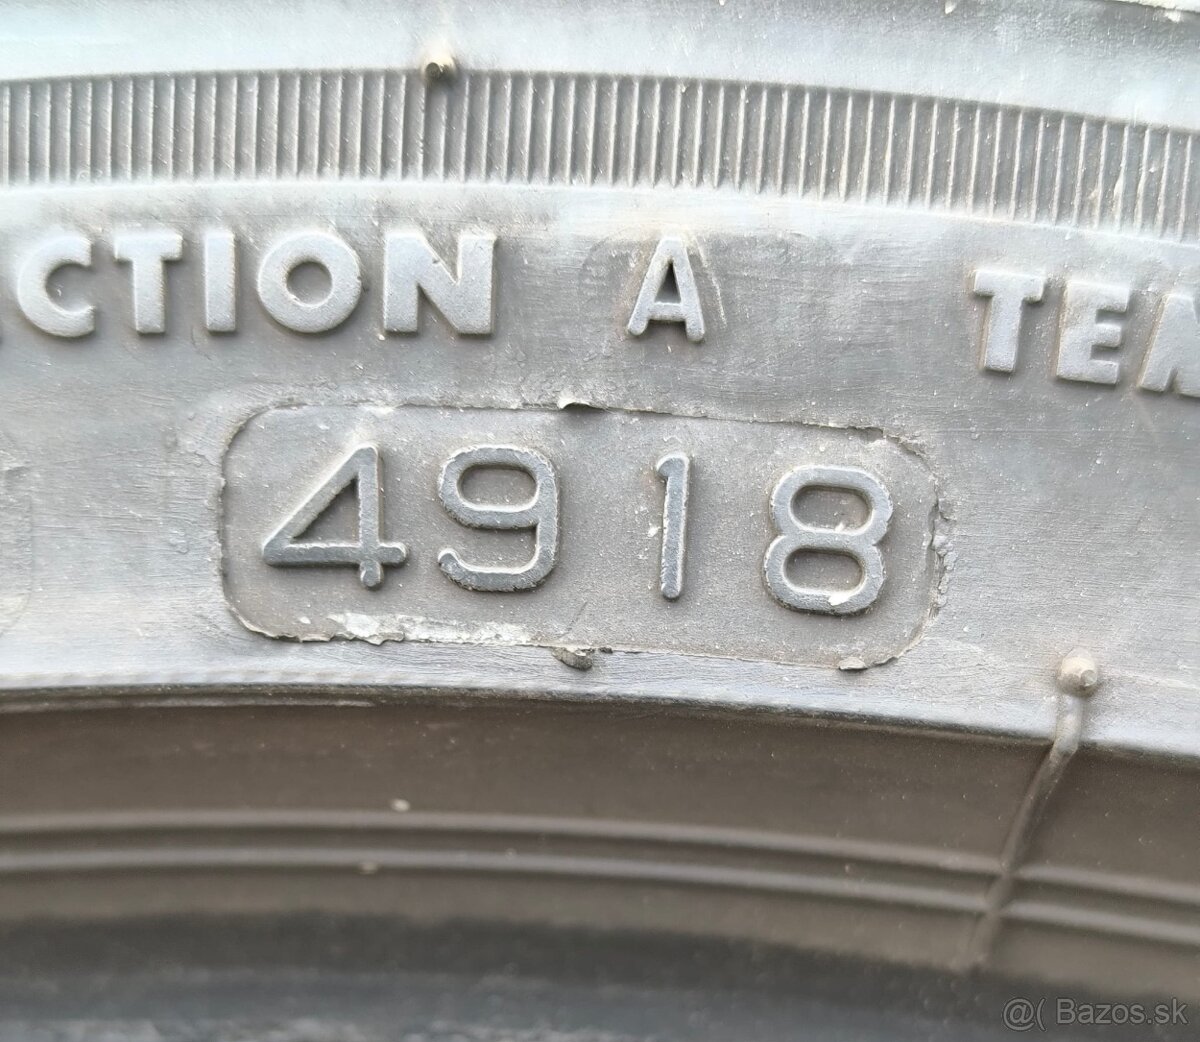 CTION A TEM
4918
@( Bazos.sk